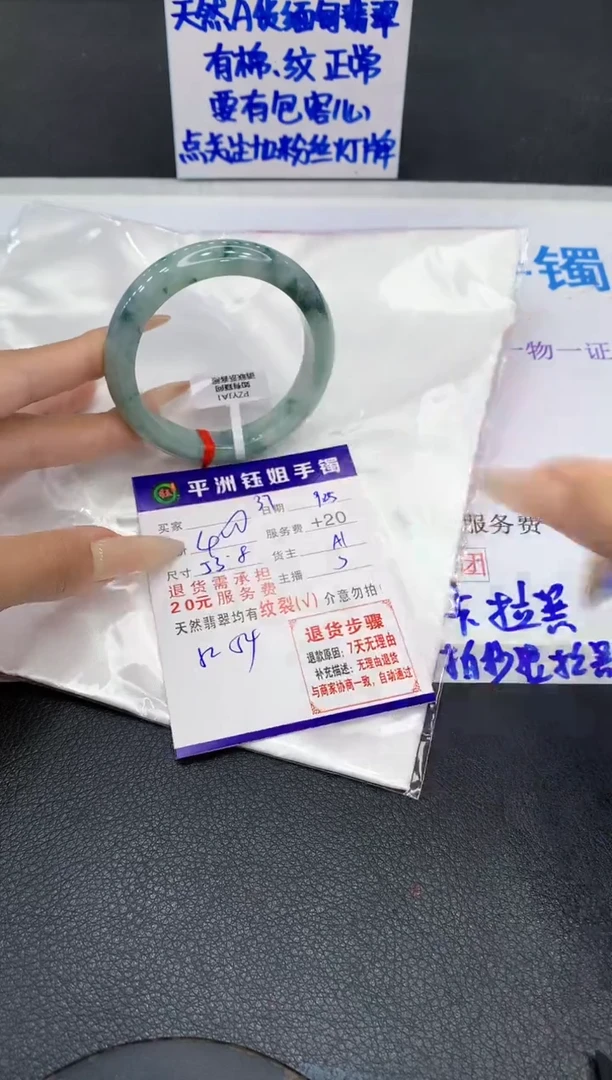 天然A货缅甸翡翠
有棉、纹 正常
要有包容心
点关注加粉丝灯牌
手镯
一物一证
PZYJA1
平洲钰姐手镯
37
买家
日期 925
400
服务费 +20
尺寸 53.8
货主 A1
退货需承担
20元服务费
主播
天然翡翠均有纹裂(√) 介意勿拍
退货步骤
退款原因: 7天无理由
补充描述: 无理由退货
与商家协商一致，自动通过
服务费
团